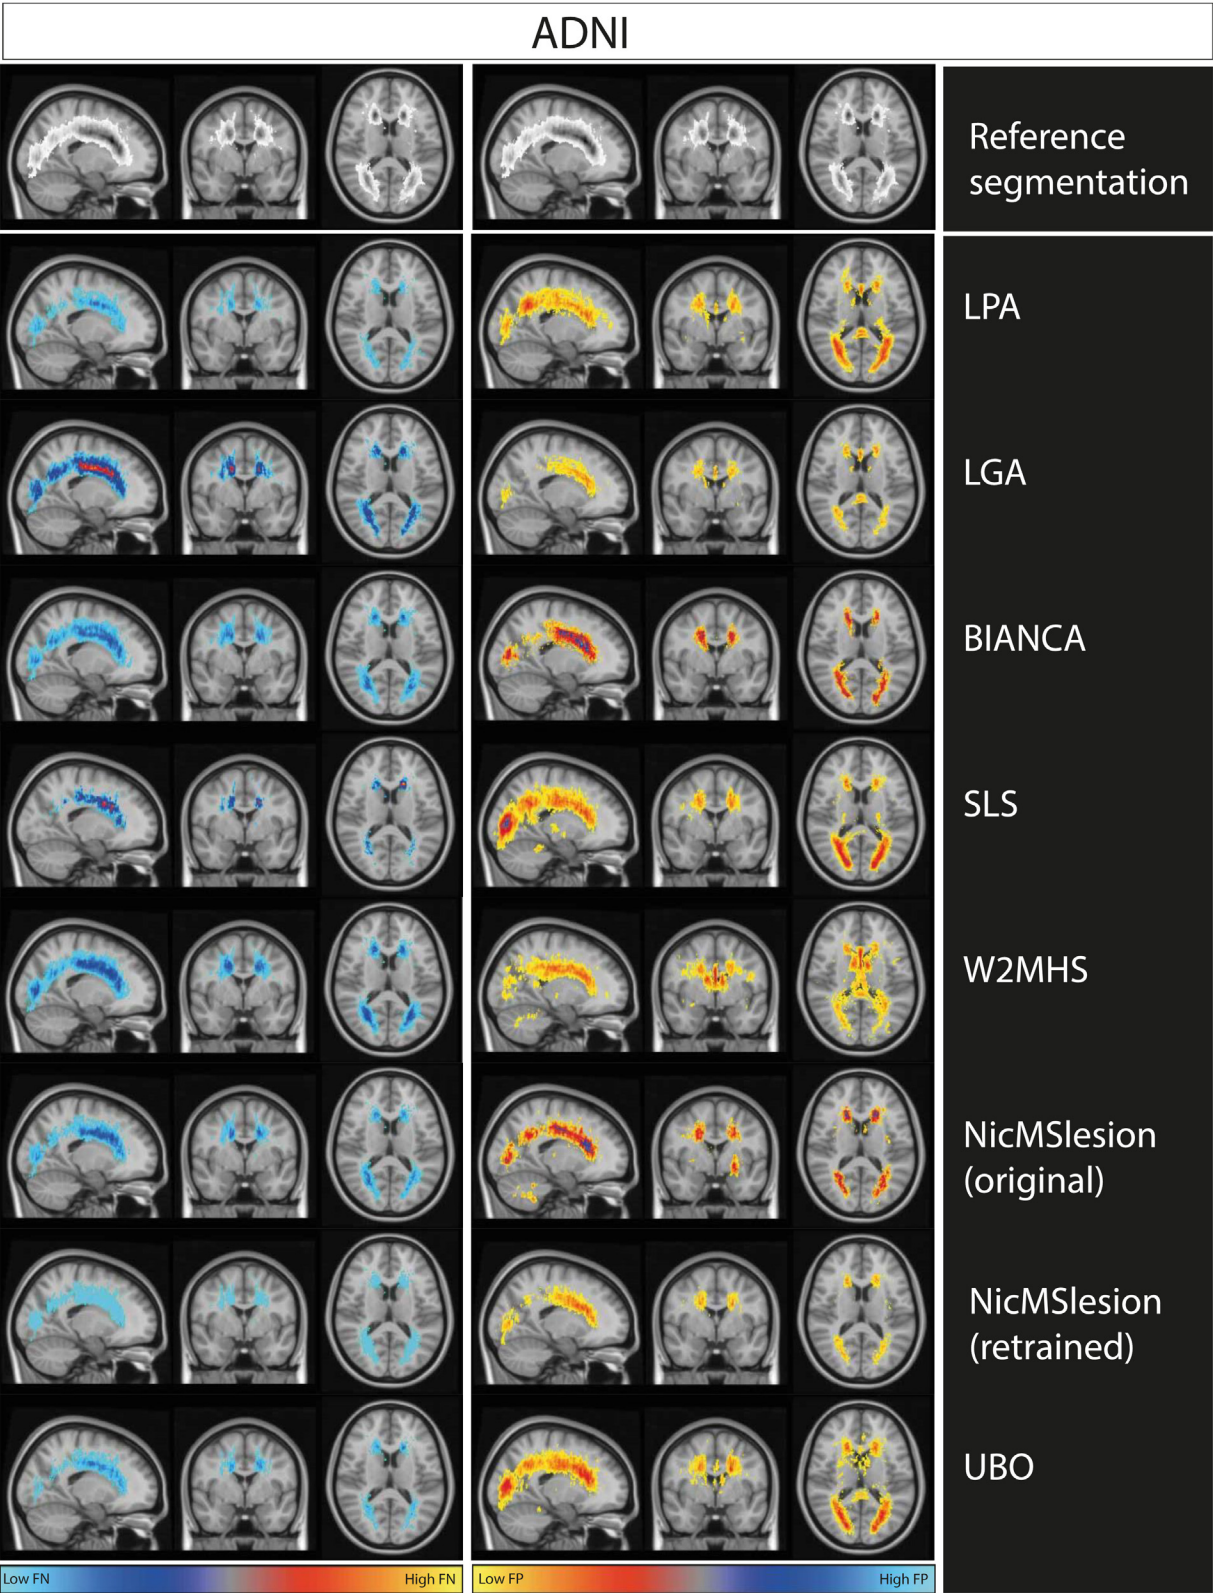 ADNI
Reference
segmentation
LPA
LGA
BIANCA
SLS
W2MHS
NicMSlesion
(original)
NicMSlesion
(retrained)
UBO
Low FN
High FN
Low FP
High FP